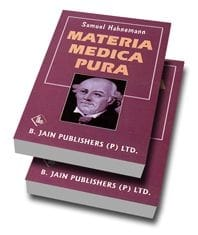 Samuel Hahnemann
MATERIA
MEDICA
PURA
B. JAIN PUBLISHERS (P) LTD.
B. JAIN PUBLISHERS (P) LTD.